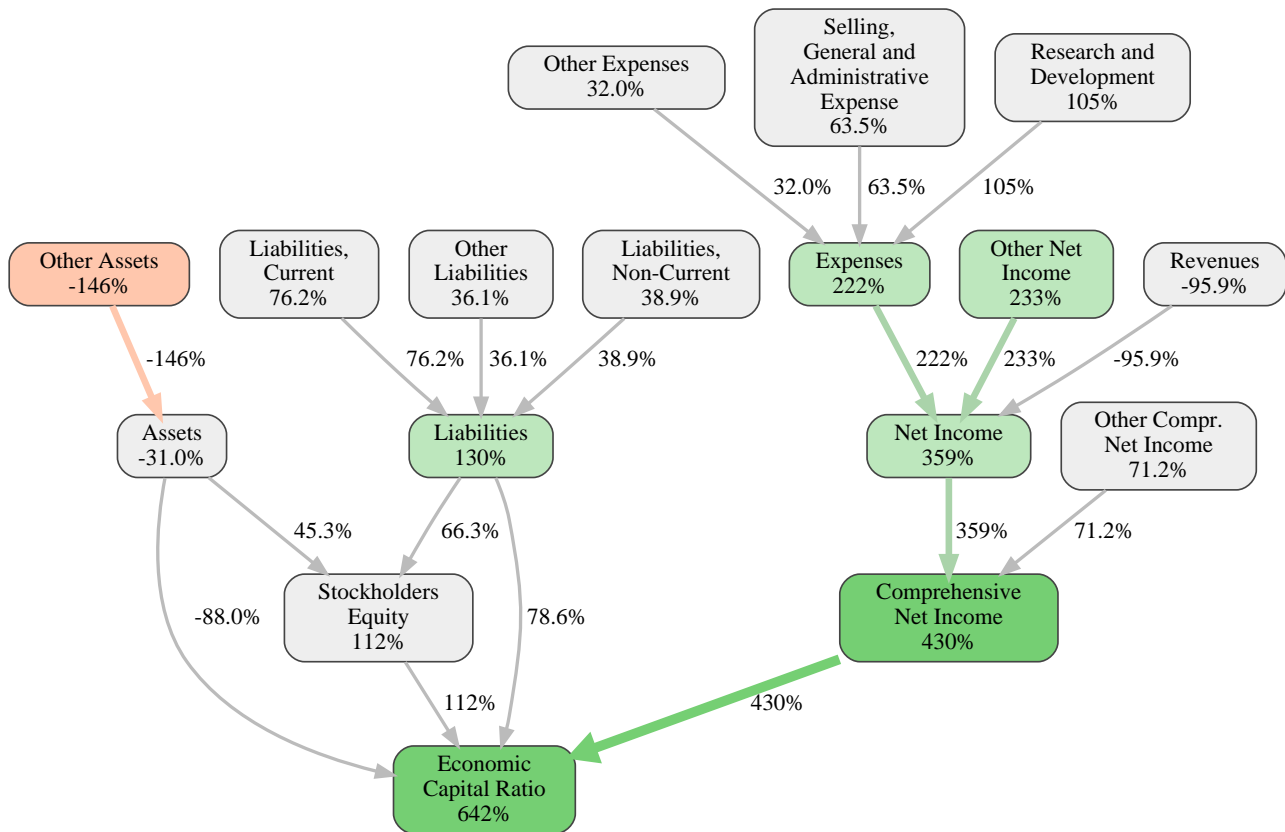 Selling,
General and
Administrative
Expense
63.5%
Other Expenses
32.0%
Research and
Development
105%
32.0%
63.5%
105%
Other Assets
-146%
Liabilities,
Current
76.2%
Other
Liabilities
36.1%
Liabilities,
Non-Current
38.9%
Expenses
222%
Other Net
Income
233%
Revenues
-95.9%
-146%
76.2%
36.1%
38.9%
222%
233%
-95.9%
Assets
-31.0%
Liabilities
130%
Net Income
359%
Other Compr.
Net Income
71.2%
45.3%
66.3%
359%
71.2%
Stockholders
Equity
112%
Comprehensive
Net Income
430%
-88.0%
78.6%
112%
430%
Economic
Capital Ratio
642%